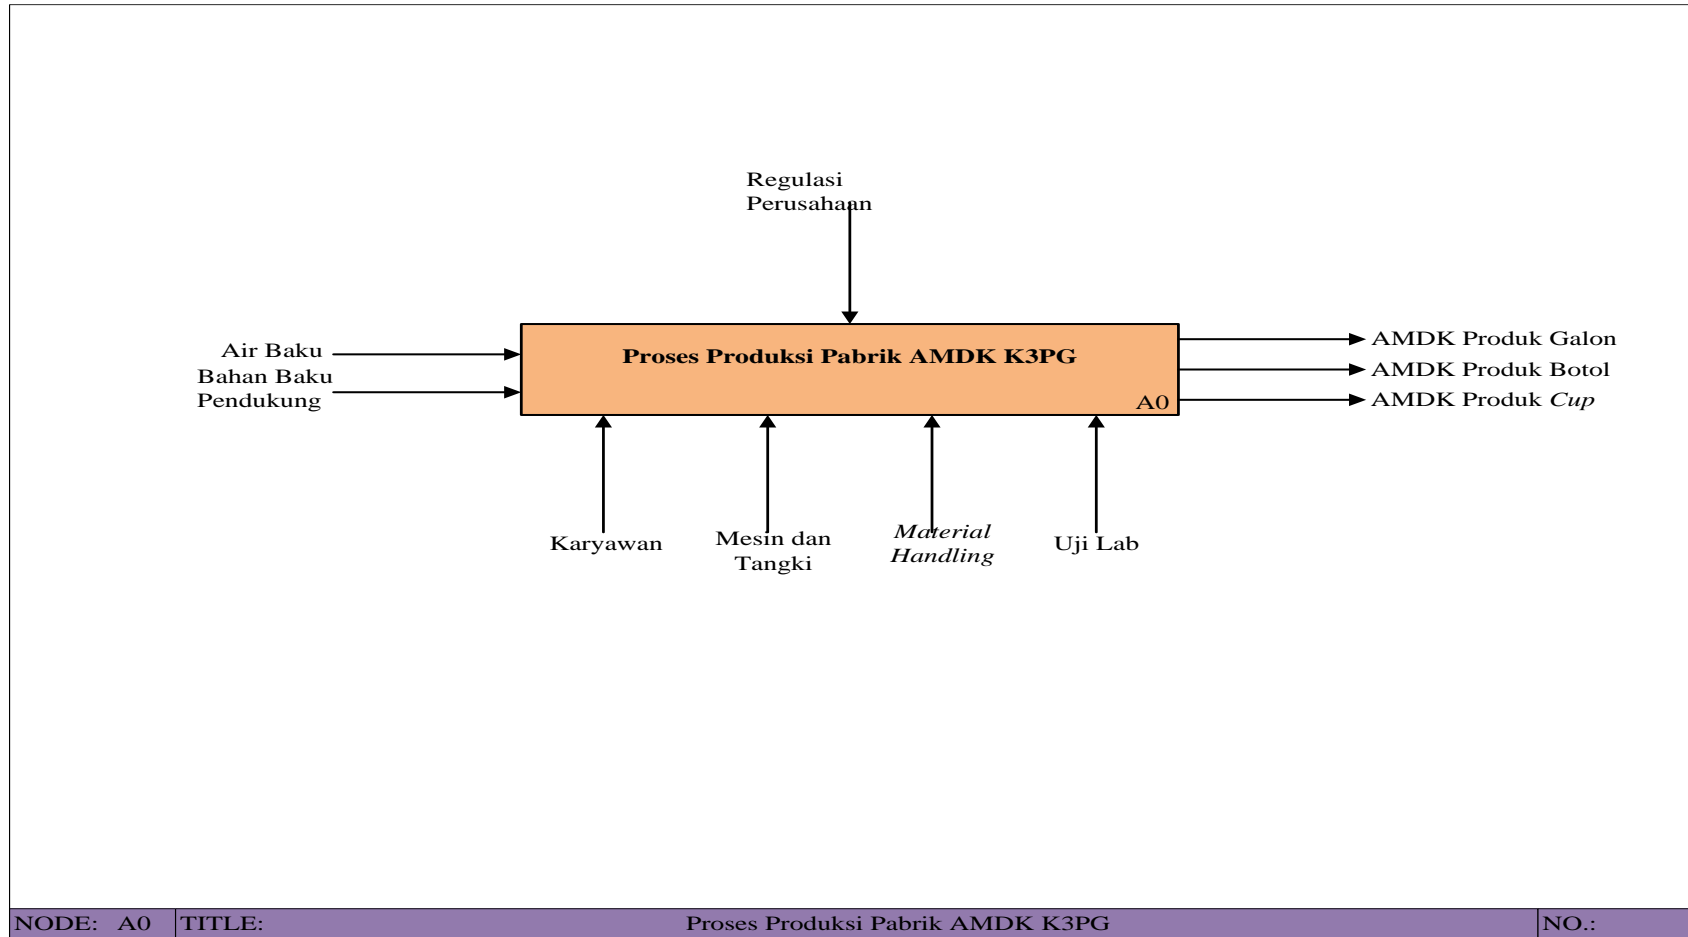 Regulasi
Perusahaan
Air Baku
Bahan Baku
Pendukung
Proses Produksi Pabrik AMDK K3PG
A0
AMDK Produk Galon
AMDK Produk Botol
AMDK Produk Cup
Karyawan
Mesin dan
Tangki
Material
Handling
Uji Lab
NODE: A0 TITLE: Proses Produksi Pabrik AMDK K3PG NO.: